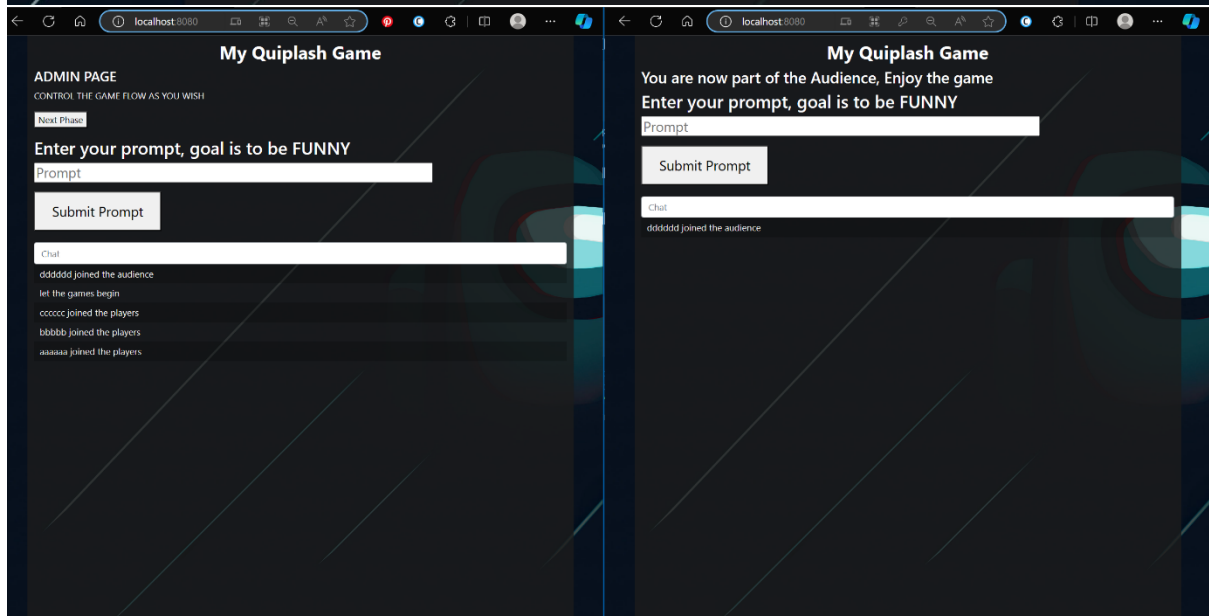 localhost:8080
My Quiplash Game
ADMIN PAGE
CONTROL THE GAME FLOW AS YOU WISH
Next Phase
Enter your prompt, goal is to be FUNNY
Prompt
Submit Prompt
Chat
dddddd joined the audience
let the games begin
cccccc joined the players
bbbbb joined the players
aaaaaa joined the players
localhost:8080
My Quiplash Game
You are now part of the Audience, Enjoy the game
Enter your prompt, goal is to be FUNNY
Prompt
Submit Prompt
Chat
dddddd joined the audience